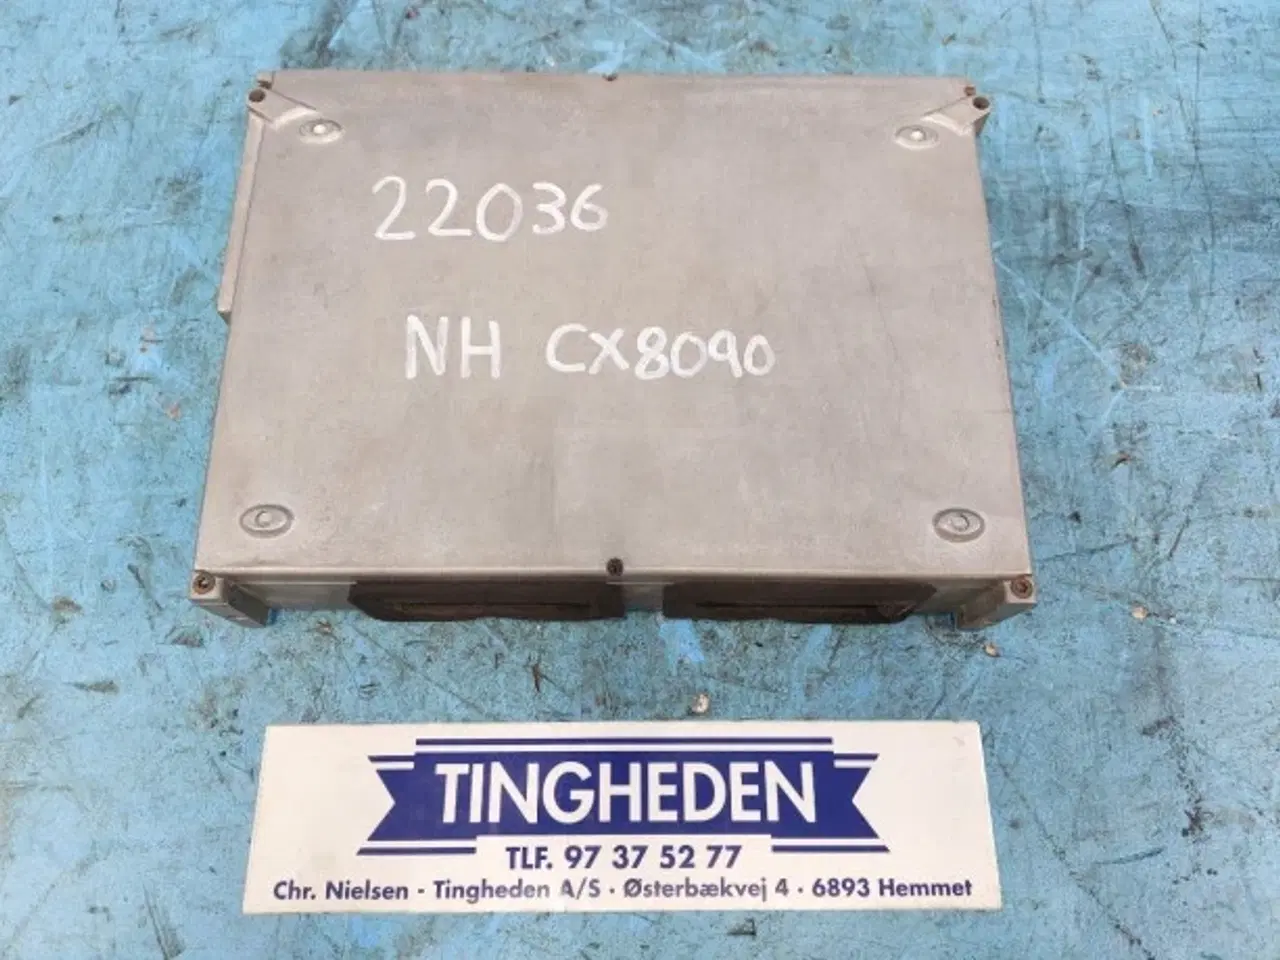 22036
NH CX8090
TINGHEDEN
TLF. 97 37 52 77
Chr. Nielsen - Tingheden A/S · Østerbækvej 4 · 6893 Hemmet